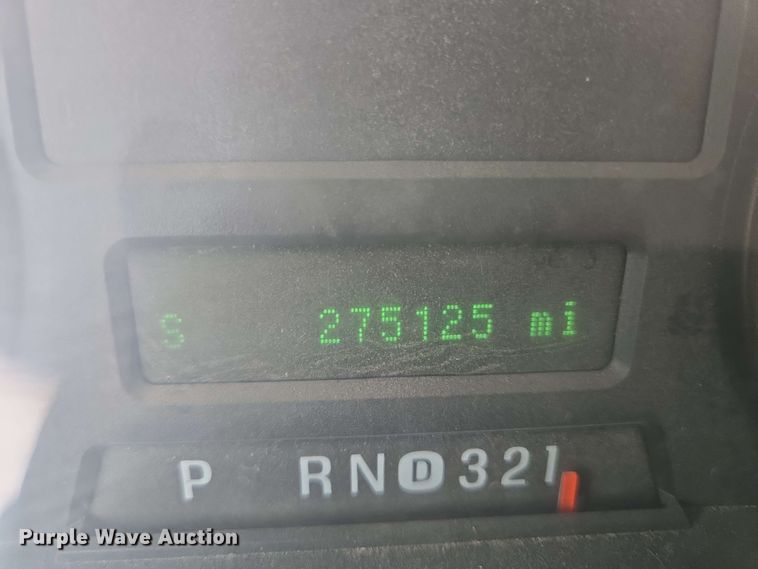 S 275125 mi
P RND321
Purple Wave Auction